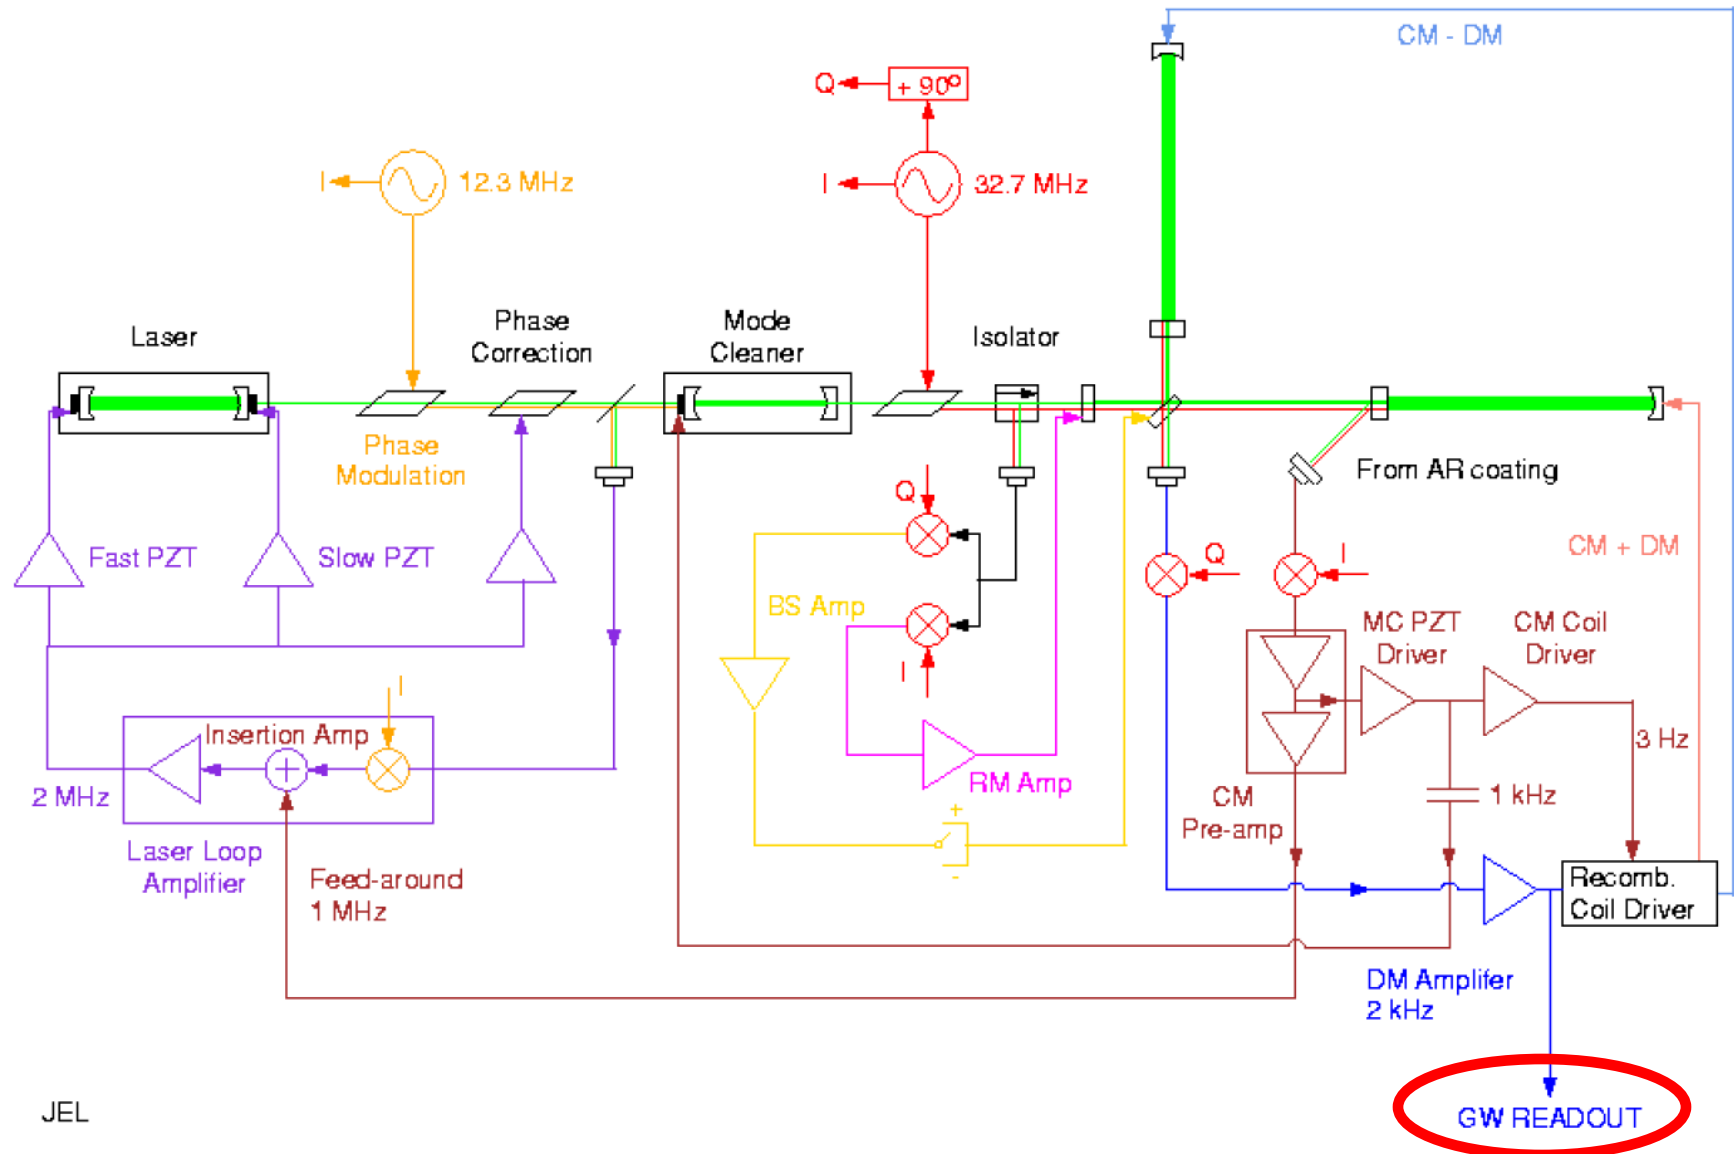 CM - DM
Q
+ 90º
I
12.3 MHz
I
32.7 MHz
Laser
Phase
Correction
Mode
Cleaner
Isolator
Phase
Modulation
From AR coating
Q
Fast PZT
Slow PZT
Q
I
CM + DM
BS Amp
MC PZT
Driver
CM Coil
Driver
I
I
Insertion Amp
3 Hz
RM Amp
2 MHz
1 kHz
CM
Pre-amp
+
-
Laser Loop
Amplifier
Feed-around
1 MHz
Recomb.
Coil Driver
DM Amplifer
2 kHz
JEL
GW READOUT